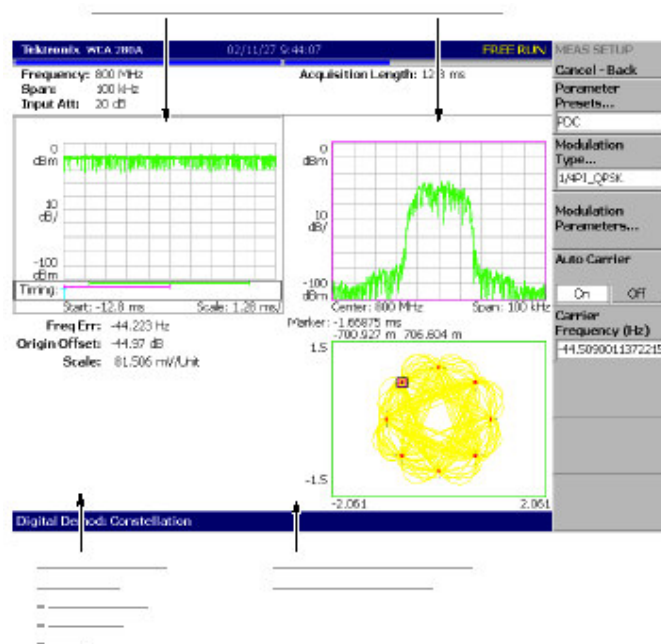 Tektronix WCA 280A 02/11/27 9:44:07 FREE RUN
MEAS SETUP
Frequency: 800 MHz
Span: 100 kHz
Input Att: 20 dB
Acquisition Length: 12.8 ms
Cancel - Back
Parameter Presets...
PDC
Modulation Type...
1/4PI_QPSK
Modulation Parameters...
Auto Carrier
On Off
Carrier Frequency (Hz)
-44.5090011372215
0
dBm
10
dB/
-100
dBm
Timing:
Start: -12.8 ms Scale: 1.28 ms/
0
dBm
10
dB/
-100
dBm
Center: 800 MHz Span: 100 kHz
Freq Err: -44.223 Hz
Origin Offset: -44.97 dB
Scale: 81.506 mV/Unit
Marker: -1.66875 ms
-700.927 m 706.604 m
1.5
-1.5
-2.061 2.061
Digital Demod: Constellation